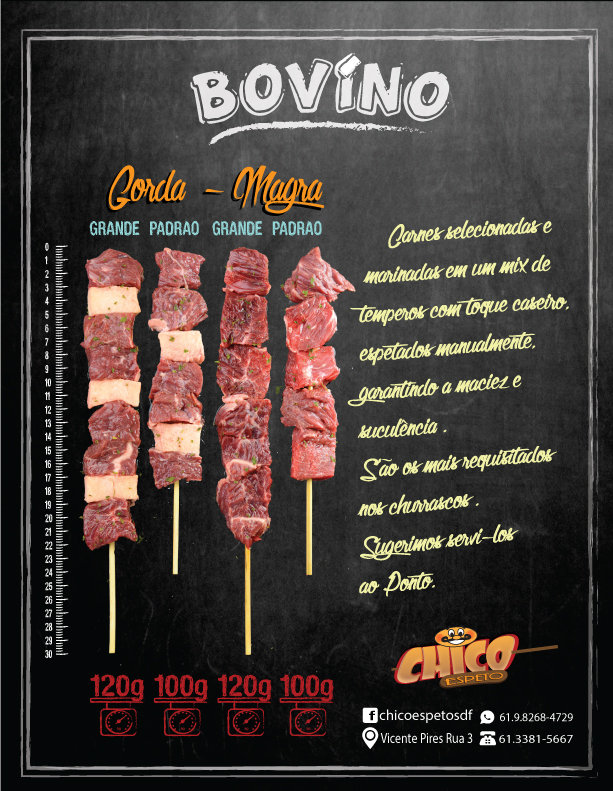 BOVINO
Gorda - Magra
GRANDE PADRAO GRANDE PADRAO
0
1
2
3
4
5
6
7
8
9
10
11
12
13
14
15
16
17
18
19
20
21
22
23
24
25
26
27
28
29
30
Carnes selecionadas e
marinadas em um mix de
temperos com toque caseiro,
espetados manualmente,
garantindo a maciez e
suculência .
São os mais requisitados
nos churrascos .
Sugerimos servi-los
ao Ponto.
120g 100g 120g 100g
CHICO
ESPETO
chicoespetosdf 61.9.8268-4729
Vicente Pires Rua 3 61.3381-5667